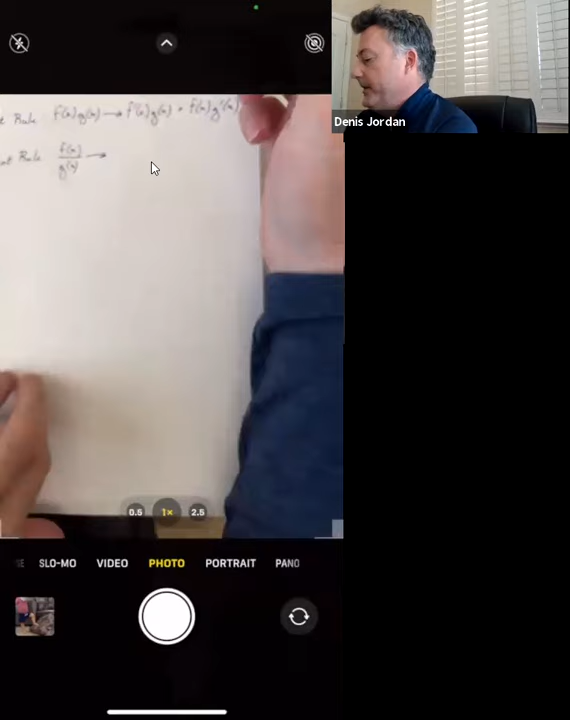 Denis Jordan
Rule f(x)g(x) → f'(x)g(x) + f(x)g'(x)
Rule f(x)/g(x) →
0.5 1× 2.5
SLO-MO VIDEO PHOTO PORTRAIT PANO